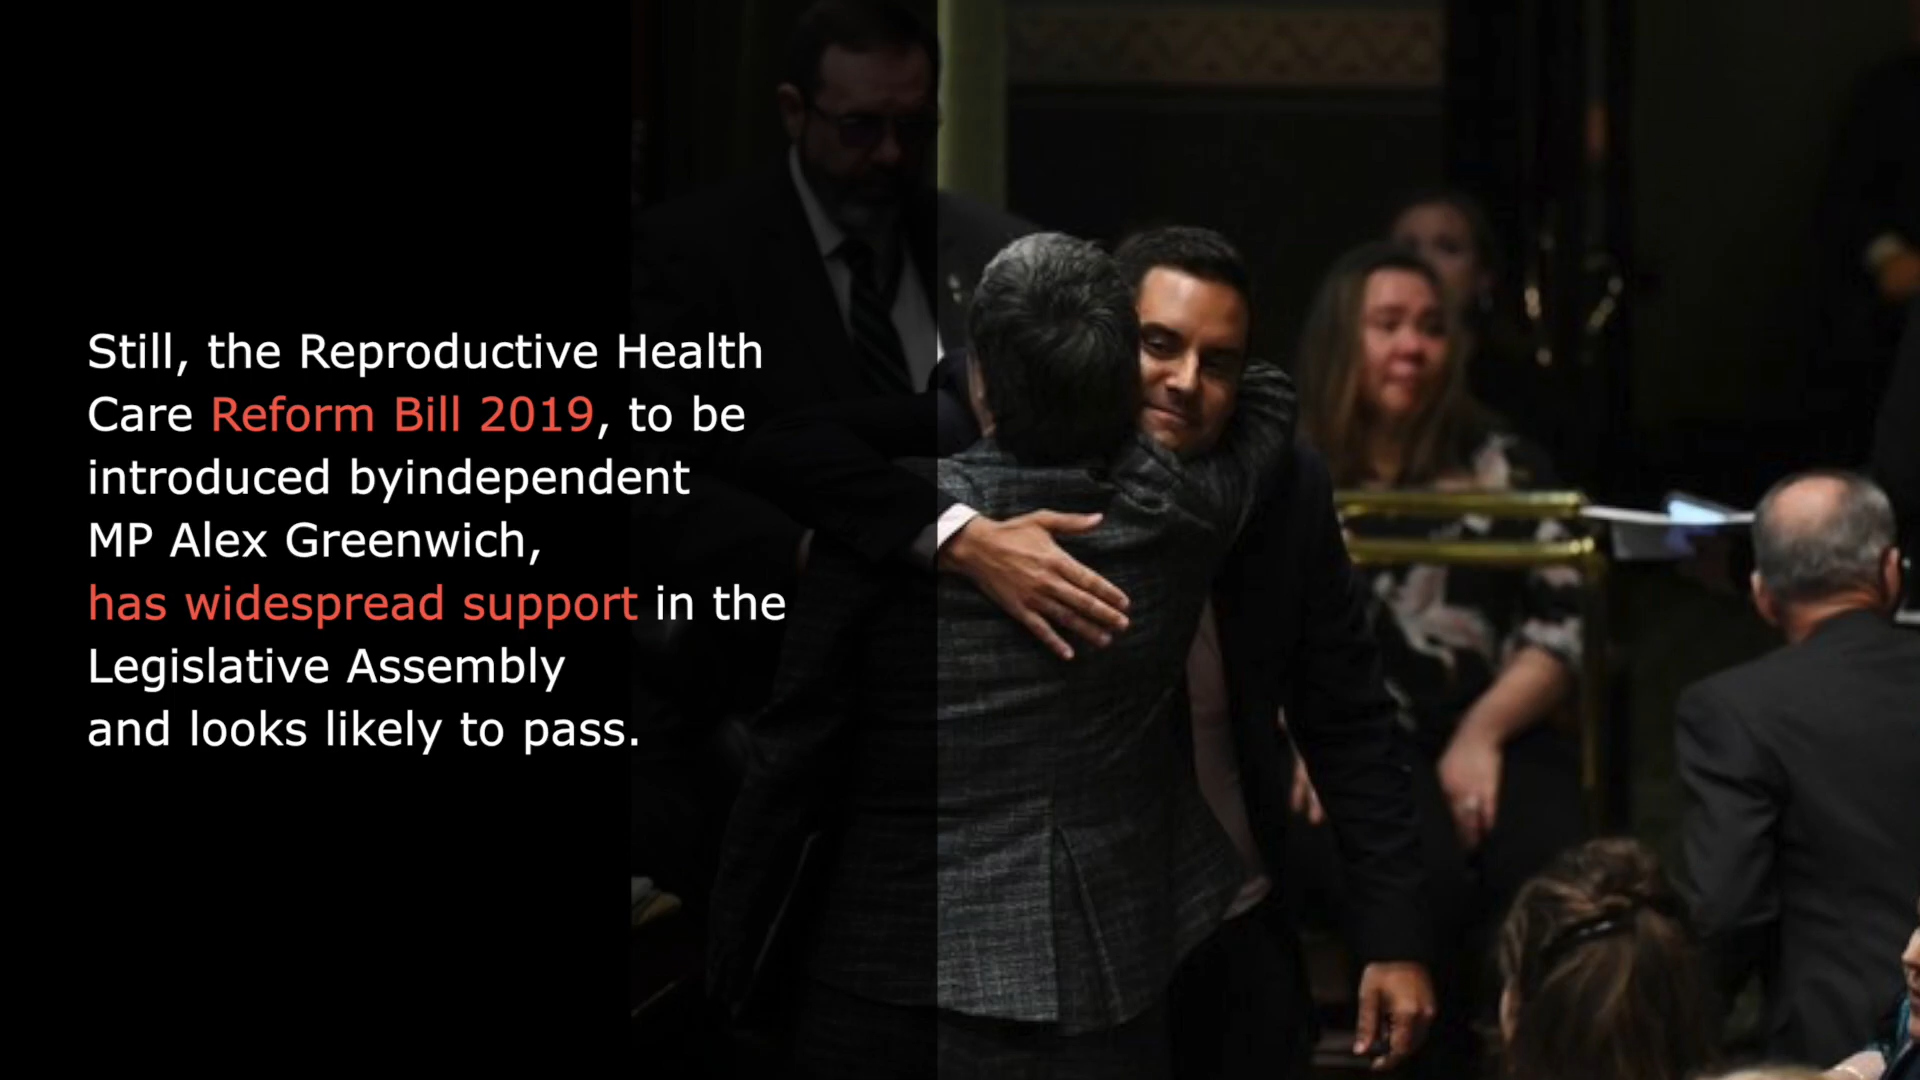 Still, the Reproductive Health
Care Reform Bill 2019, to be
introduced byindependent
MP Alex Greenwich,
has widespread support in the
Legislative Assembly
and looks likely to pass.